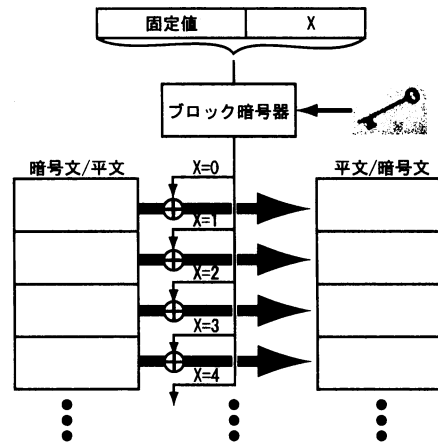 固定値 X
ブロック暗号器
暗号文/平文
平文/暗号文
X=0
X=1
X=2
X=3
X=4